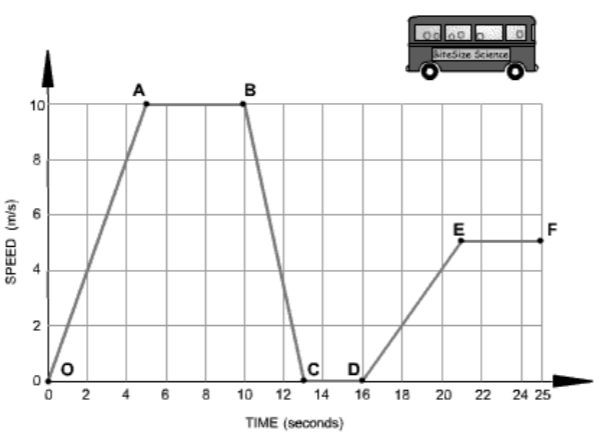 BiteSize Science
A B
10
8
6
4
2
0
SPEED (m/s)
E F
O C D
0 2 4 6 8 10 12 14 16 18 20 22 24 25
TIME (seconds)